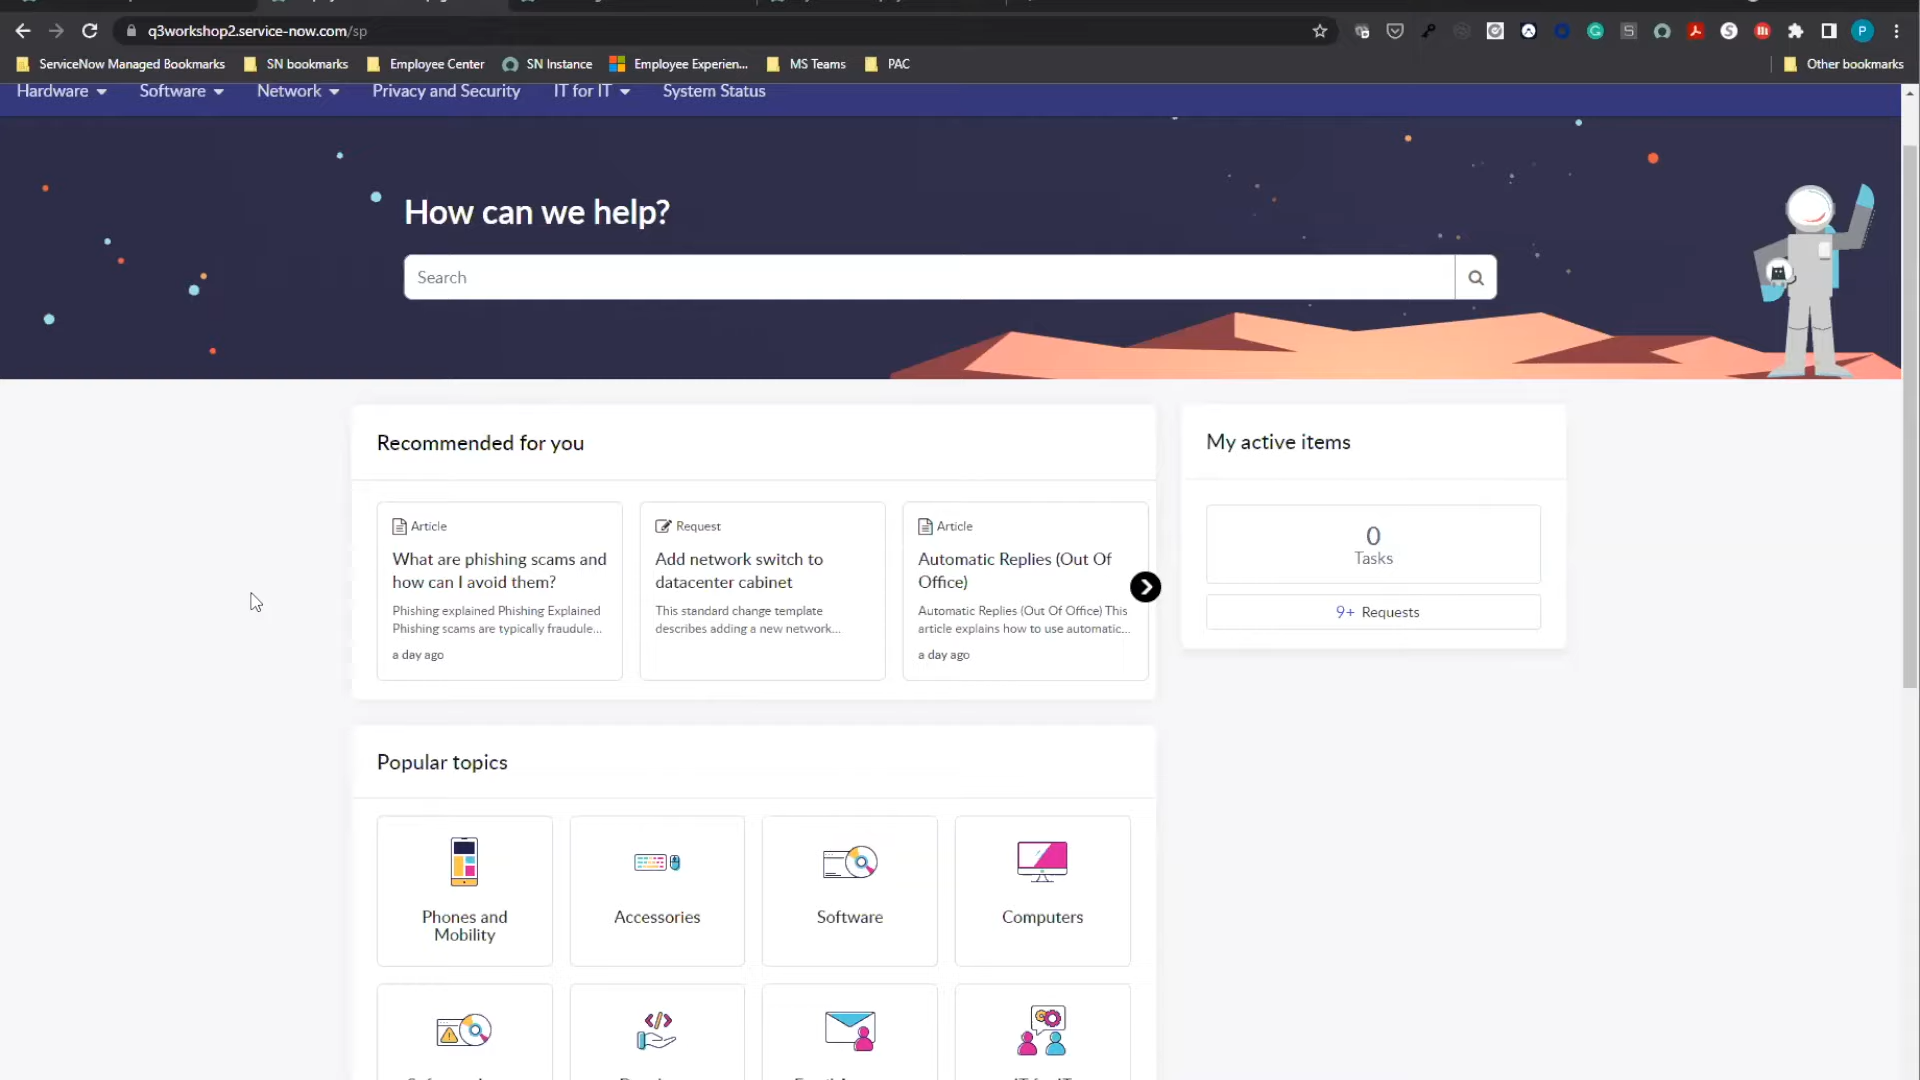 q3workshop2.service-now.com/sp
P
ServiceNow Managed Bookmarks
SN bookmarks
Employee Center
SN Instance
Employee Experien...
MS Teams
PAC
Other bookmarks
Hardware
Software
Network
Privacy and Security
IT for IT
System Status
How can we help?
Search
Recommended for you
Article
What are phishing scams and
how can I avoid them?
Phishing explained Phishing Explained
Phishing scams are typically fraudule...
a day ago
Request
Add network switch to
datacenter cabinet
This standard change template
describes adding a new network...
Article
Automatic Replies (Out Of
Office)
Automatic Replies (Out Of Office) This
article explains how to use automatic...
a day ago
My active items
0
Tasks
9+ Requests
Popular topics
Phones and
Mobility
Accessories
Software
Computers